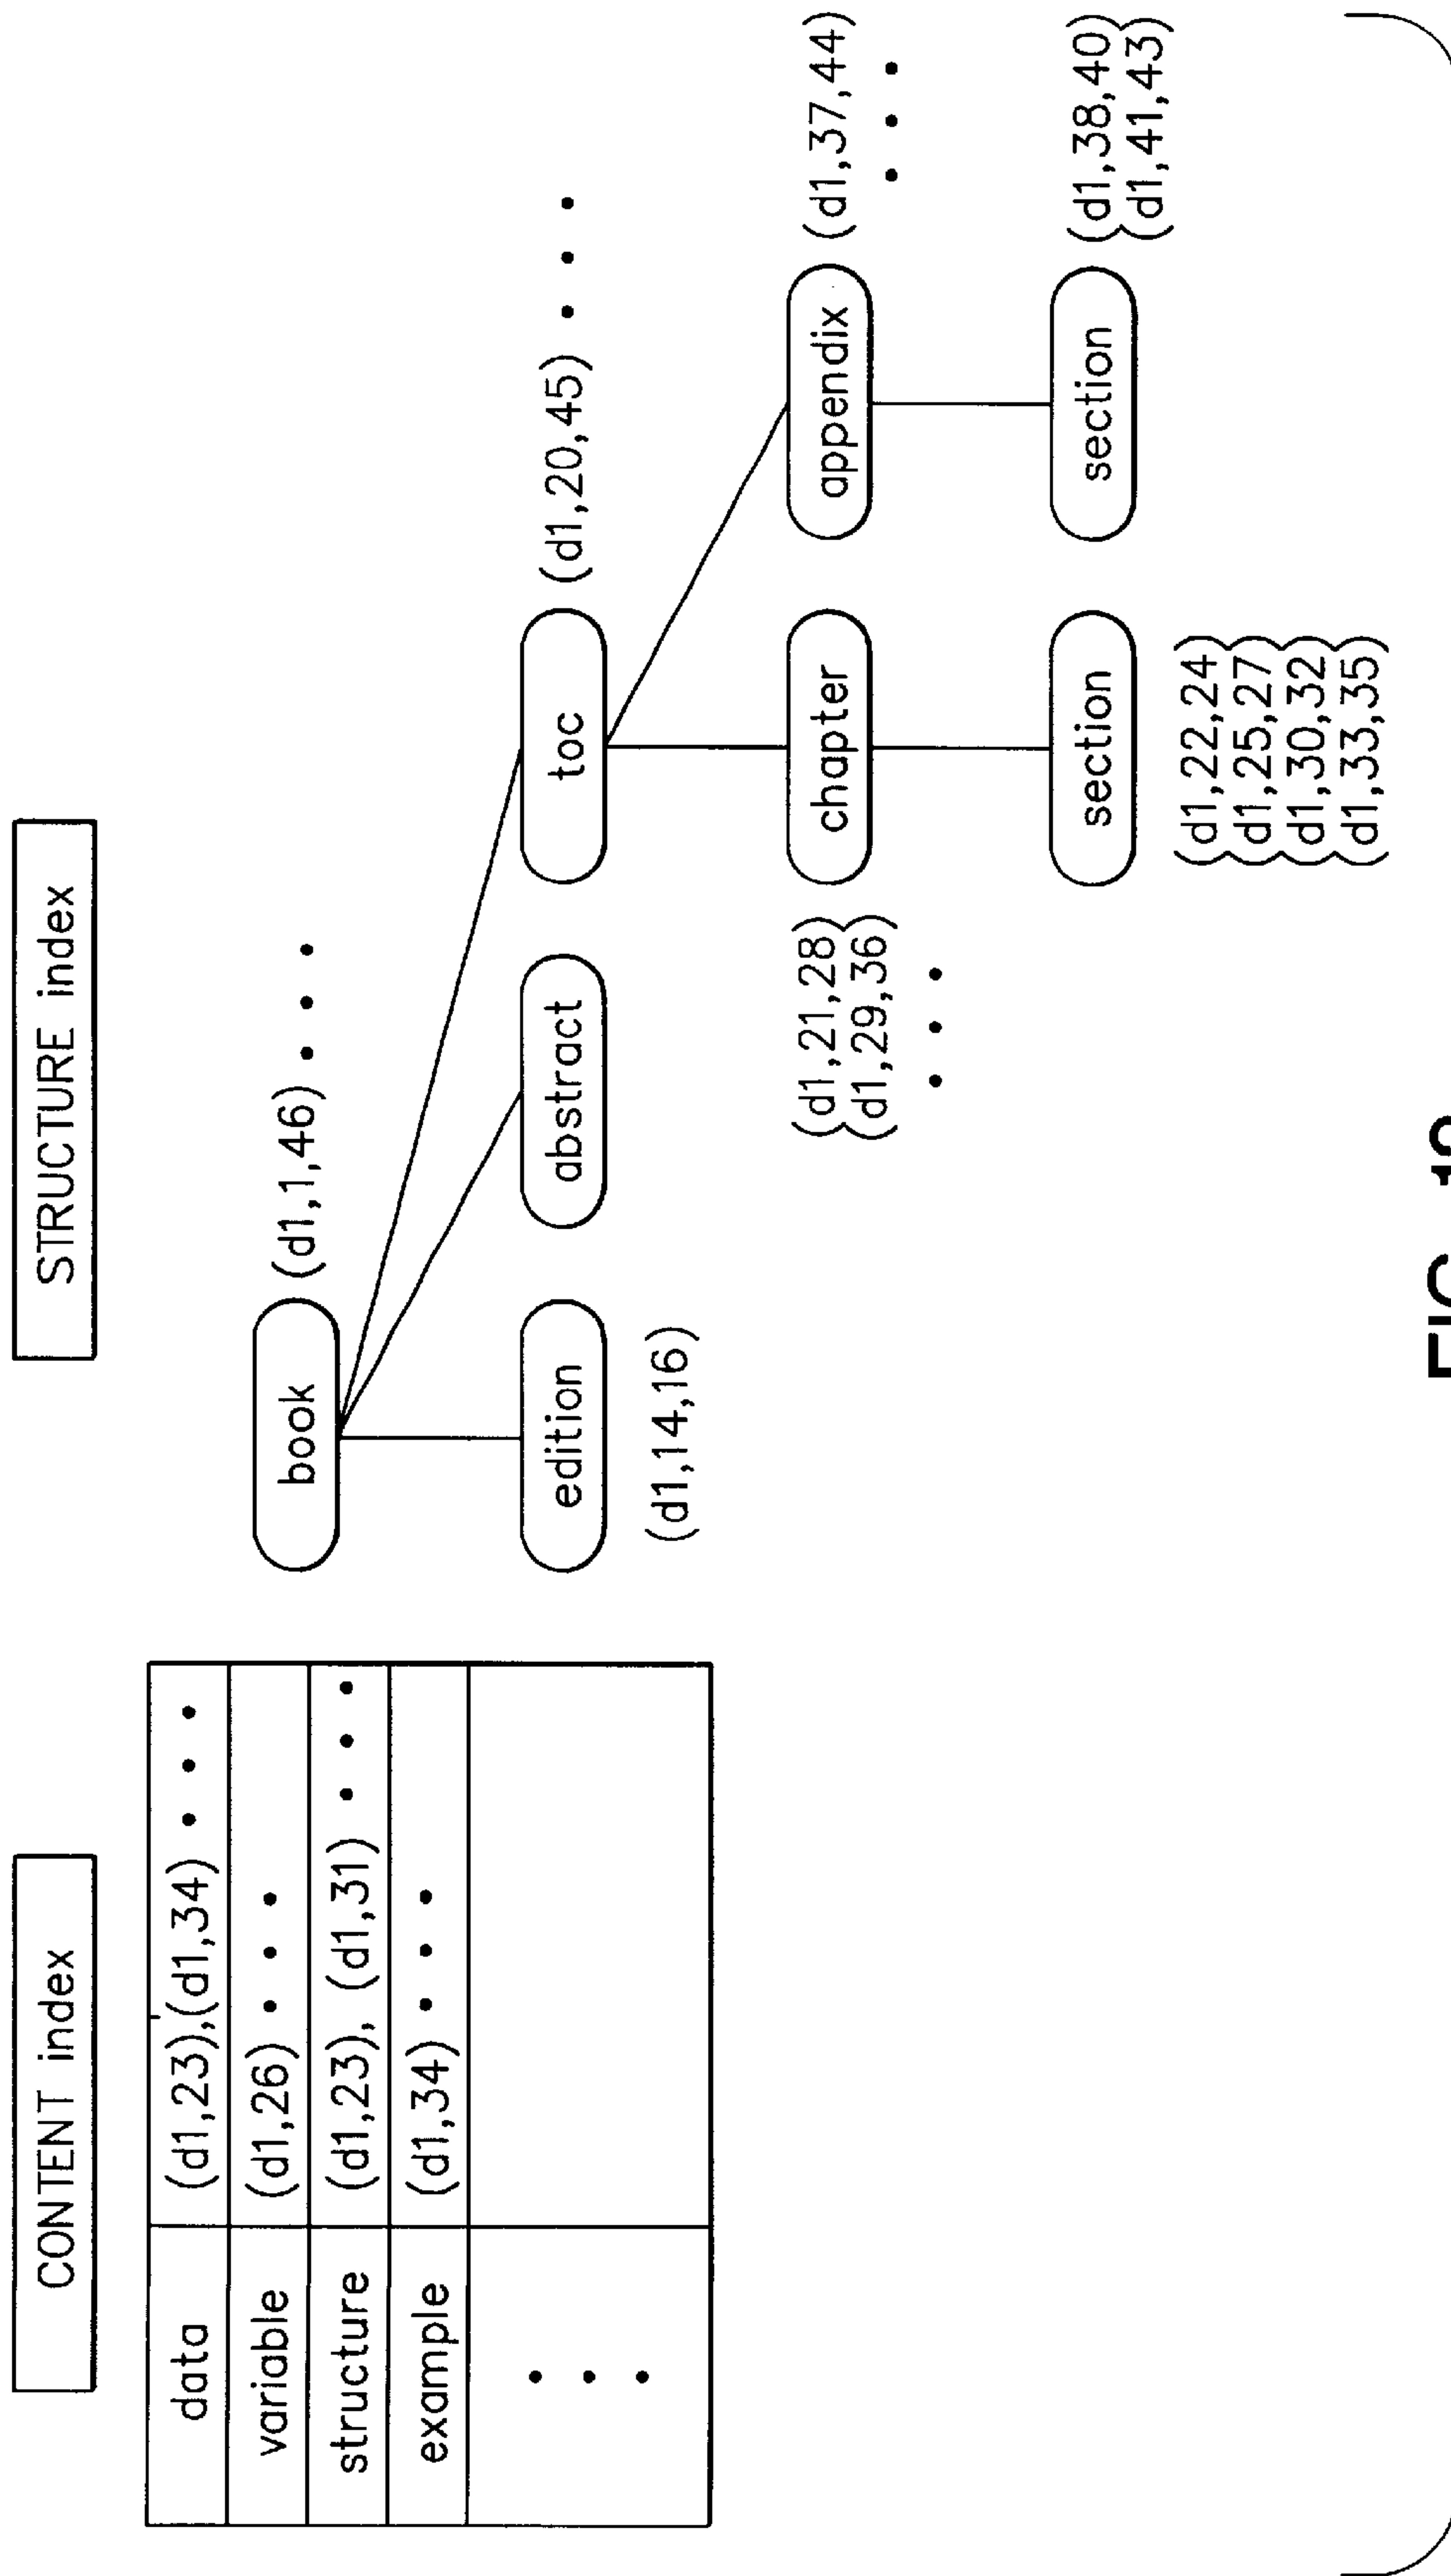 CONTENT index
data (d1,23),(d1,34) • • •
variable (d1,26) • • •
structure (d1,23), (d1,31) • • •
example (d1,34) • • •
• • •
STRUCTURE index
book (d1,1,46) • • •
edition
(d1,14,16)
abstract
toc (d1,20,45) • • •
(d1,21,28)
(d1,29,36)
• • •
chapter
appendix (d1,37,44)
• • •
section
(d1,22,24)
(d1,25,27)
(d1,30,32)
(d1,33,35)
section (d1,38,40)
(d1,41,43)